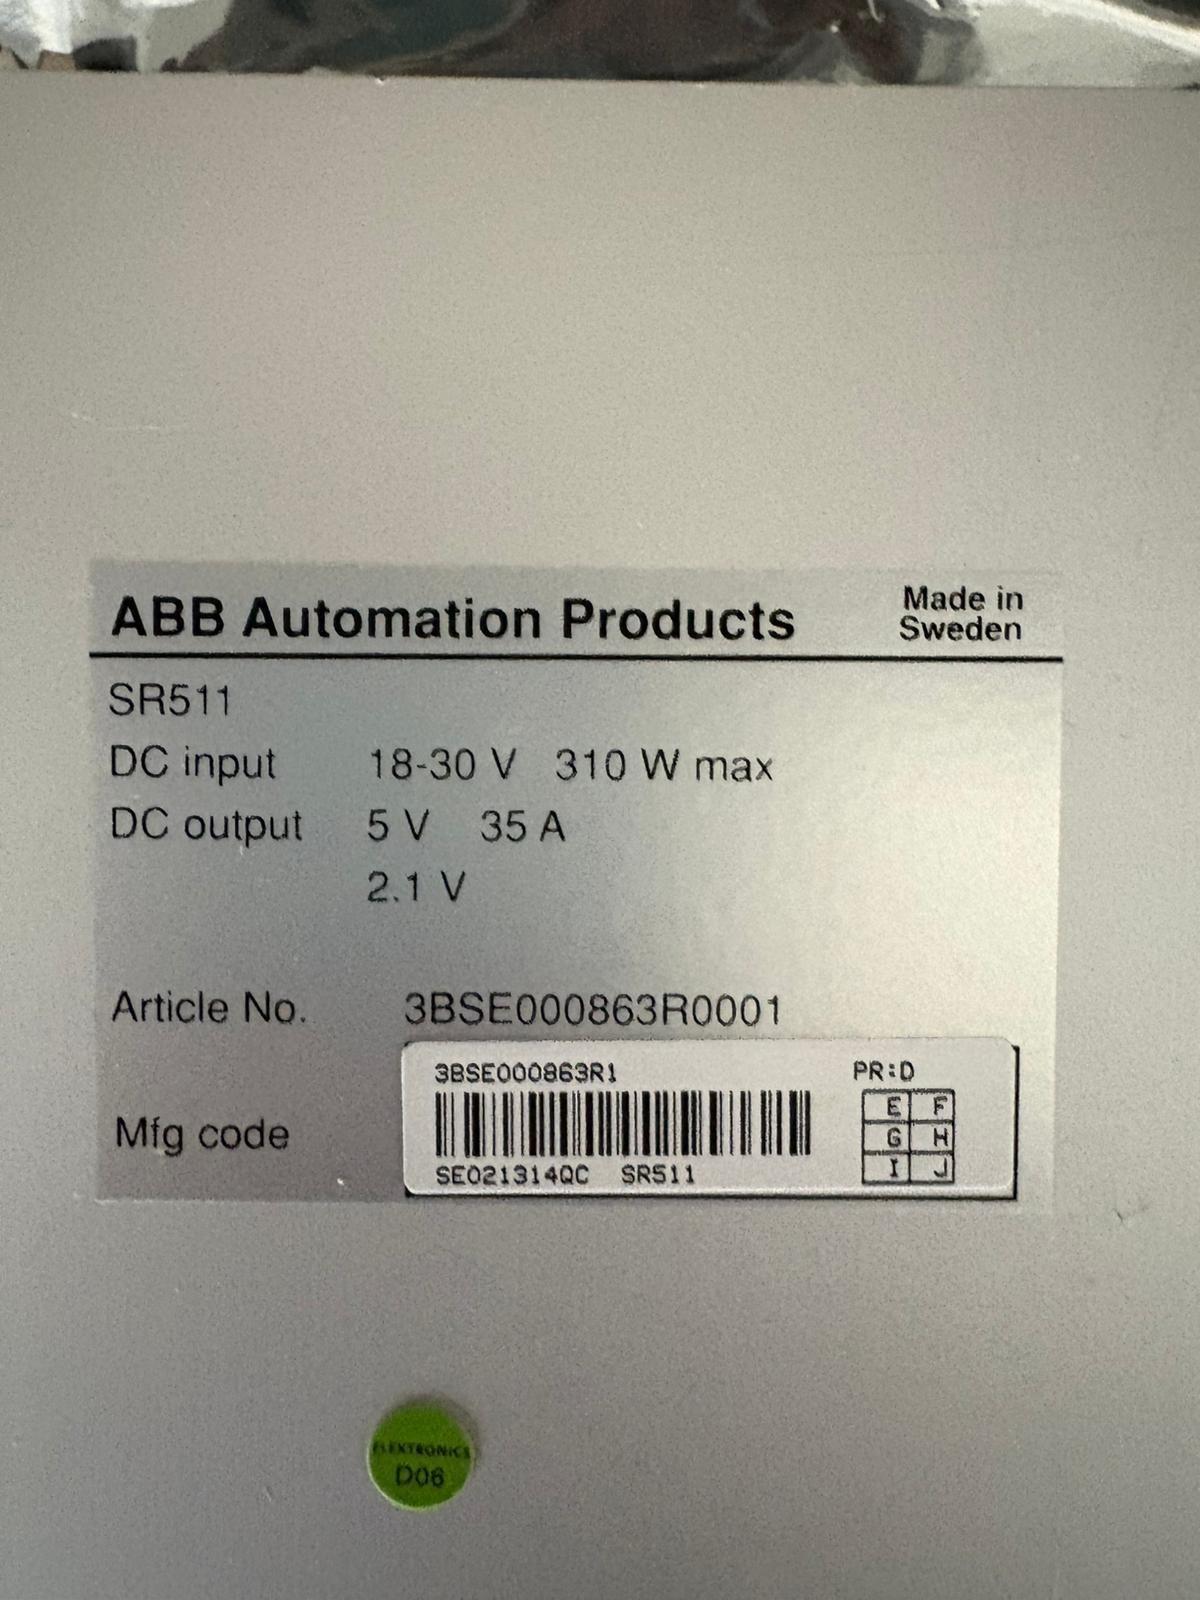 ABB Automation Products
Made in
Sweden
SR511
DC input 18-30 V 310 W max
DC output 5 V 35 A
2.1 V
Article No. 3BSE000863R0001
Mfg code
3BSE000863R1
SE021314QC SR511
PR:D
E F
G H
I J
FLEXTRONICS
D06